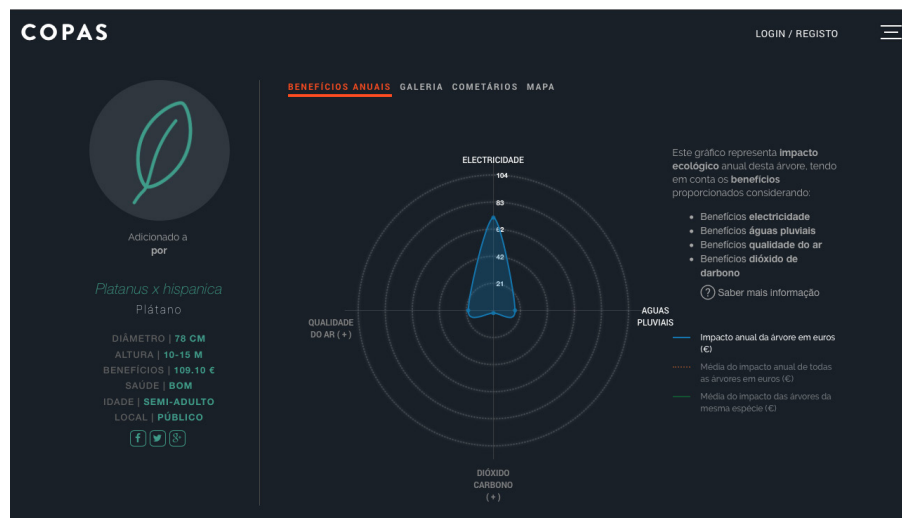 COPAS
LOGIN / REGISTO
BENEFÍCIOS ANUAIS GALERIA COMETÁRIOS MAPA
Adicionado a
por
Platanus x hispanica
Plátano
DIÂMETRO | 78 CM
ALTURA | 10-15 M
BENEFÍCIOS | 109.10 €
SAÚDE | BOM
IDADE | SEMI-ADULTO
LOCAL | PÚBLICO
ELECTRICIDADE
104
83
62
42
21
QUALIDADE
DO AR ( + )
AGUAS
PLUVIAIS
DIÓXIDO
CARBONO
( + )
Este gráfico representa impacto
ecológico anual desta árvore, tendo
em conta os benefícios
proporcionados considerando:
Benefícios electricidade
Benefícios águas pluviais
Benefícios qualidade do ar
Benefícios dióxido de
darbono
? Saber mais informação
Impacto anual da árvore em euros
(€)
Média do impacto anual de todas
as árvores em euros (€)
Média do impacto das árvores da
mesma espécie (€)